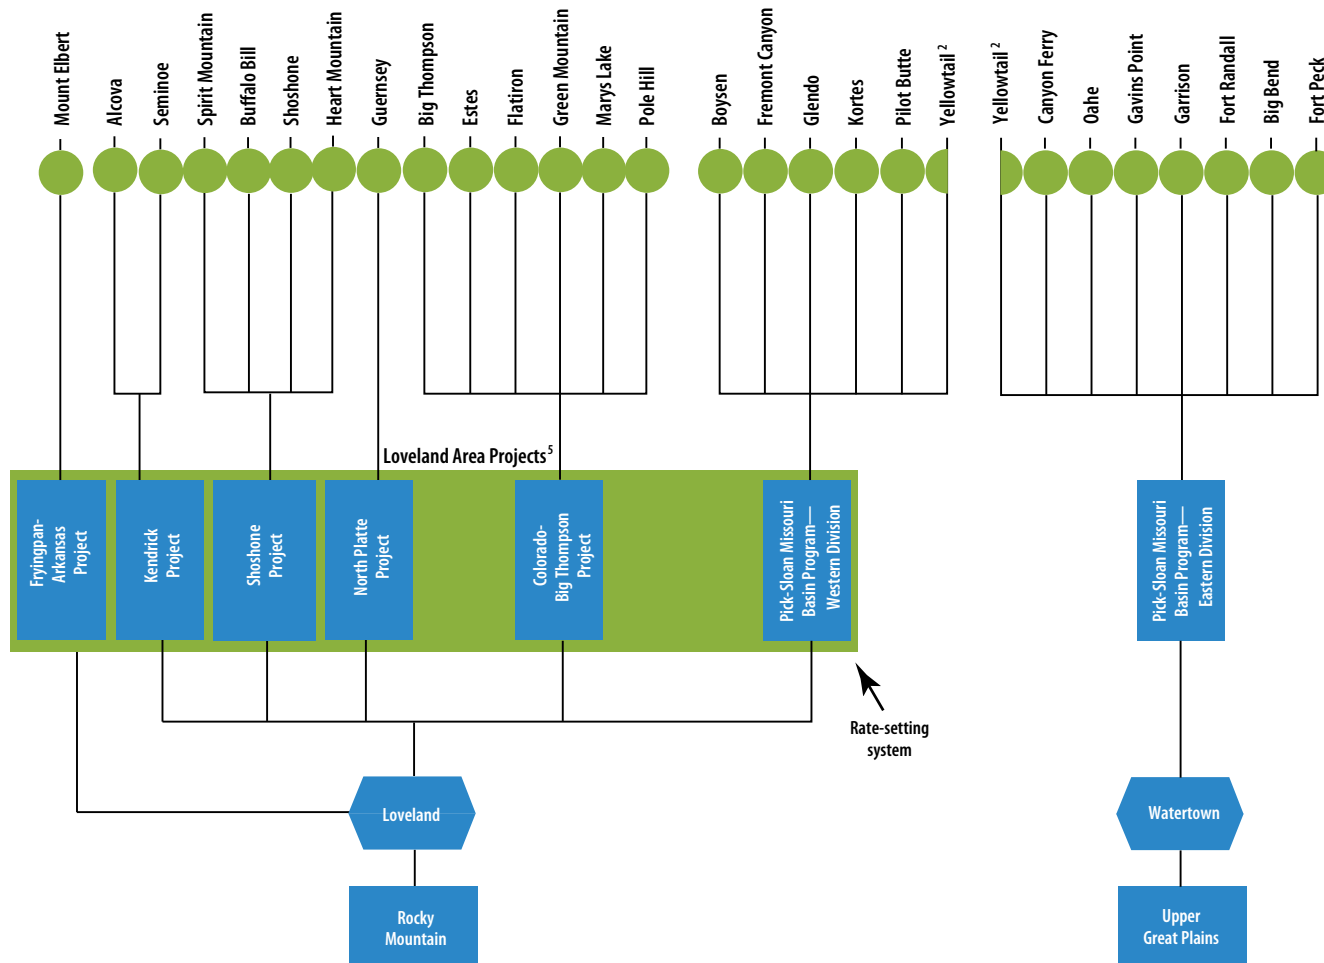 Mount Elbert
Alcova
Seminoe
Spirit Mountain
Buffalo Bill
Shoshone
Heart Mountain
Guernsey
Big Thompson
Estes
Flatiron
Green Mountain
Marys Lake
Pole Hill
Boysen
Fremont Canyon
Glendo
Kortes
Pilot Butte
Yellowtail 2
Yellowtail 2
Canyon Ferry
Oahe
Gavins Point
Garrison
Fort Randall
Big Bend
Fort Peck
Loveland Area Projects5
Fryingpan-
Arkansas
Project
Kendrick
Project
Shoshone
Project
North Platte
Project
Colorado-
Big Thompson
Project
Pick-Sloan Missouri
Basin Program—
Western Division
Pick-Sloan Missouri
Basin Program—
Eastern Division
Rate-setting
system
Loveland
Watertown
Rocky
Mountain
Upper
Great Plains